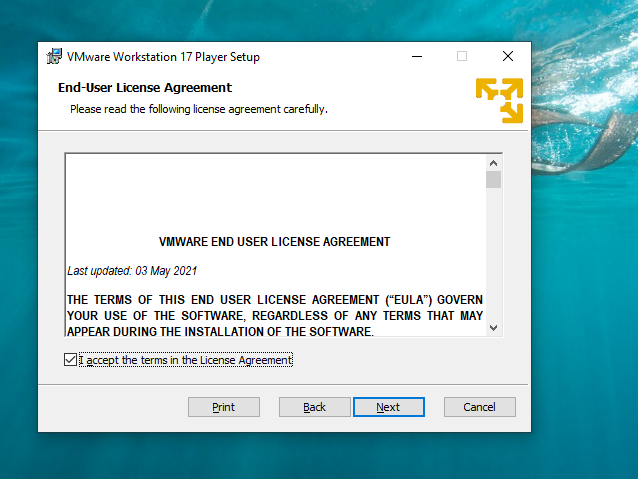 VMware Workstation 17 Player Setup
End-User License Agreement
Please read the following license agreement carefully.
VMWARE END USER LICENSE AGREEMENT
Last updated: 03 May 2021
THE TERMS OF THIS END USER LICENSE AGREEMENT (“EULA”) GOVERN
YOUR USE OF THE SOFTWARE, REGARDLESS OF ANY TERMS THAT MAY
APPEAR DURING THE INSTALLATION OF THE SOFTWARE.
I accept the terms in the License Agreement
Print Back Next Cancel